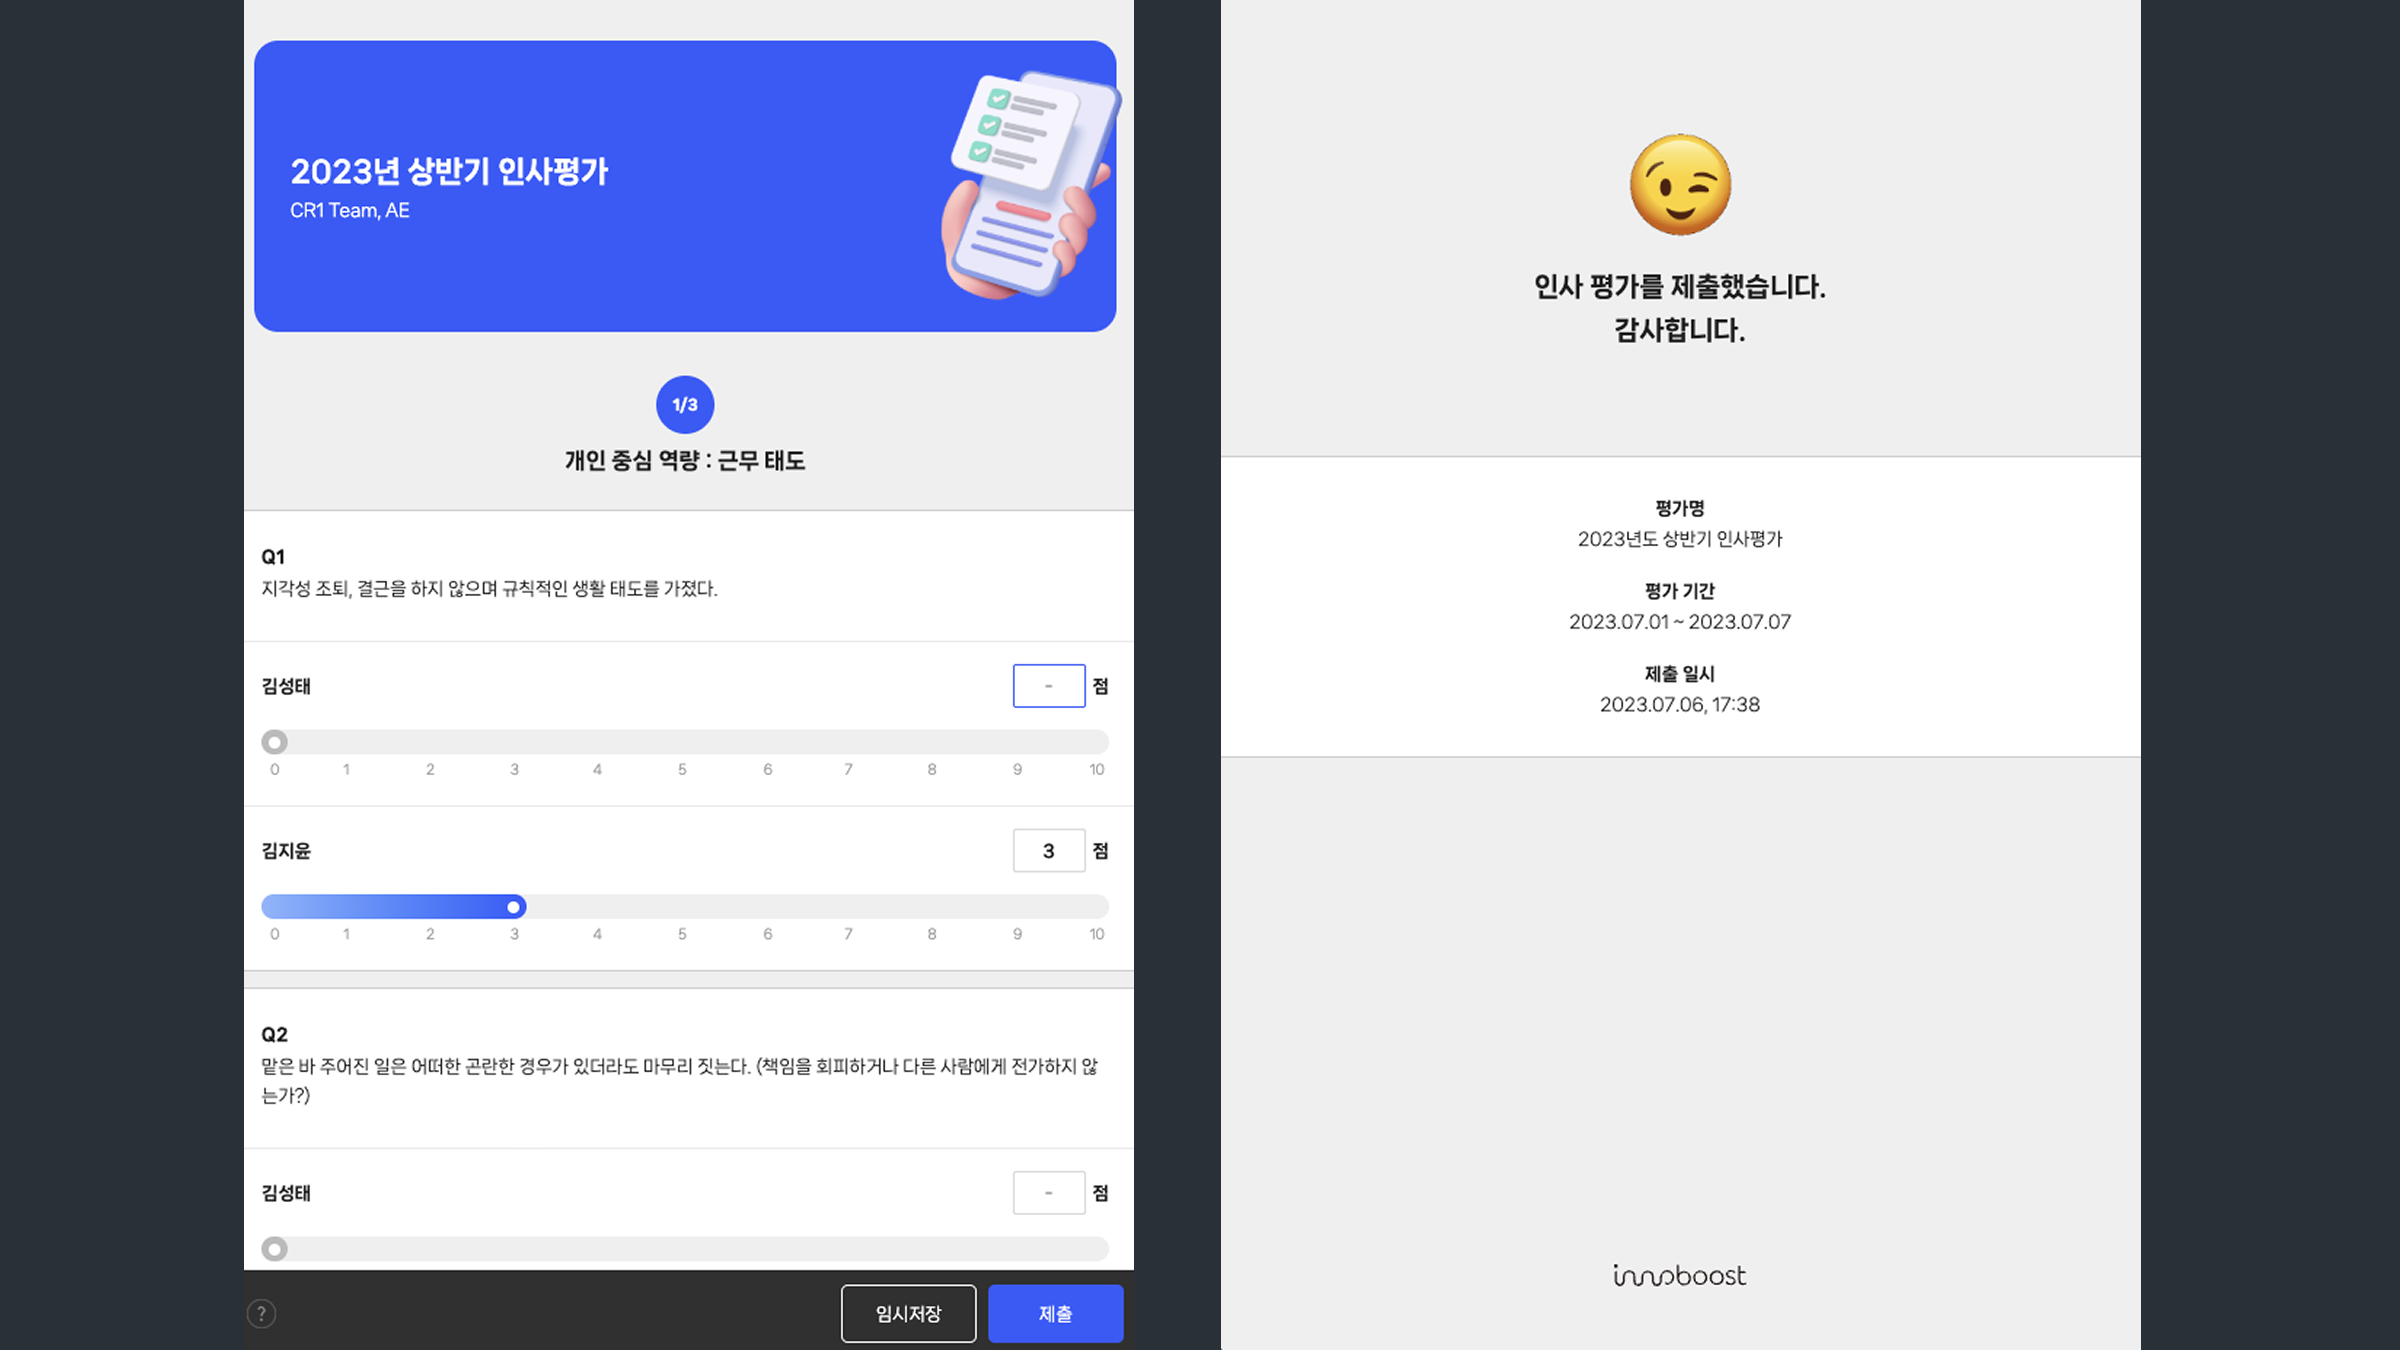 2023년 상반기 인사평가
CR1 Team, AE
1/3
개인 중심 역량 : 근무 태도
Q1
지각성 조퇴, 결근을 하지 않으며 규칙적인 생활 태도를 가졌다.
김성태
- 점
0 1 2 3 4 5 6 7 8 9 10
김지윤
3 점
0 1 2 3 4 5 6 7 8 9 10
Q2
맡은 바 주어진 일은 어떠한 곤란한 경우가 있더라도 마무리 짓는다. (책임을 회피하거나 다른 사람에게 전가하지 않
는가?)
김성태
- 점
?
임시저장
제출
인사 평가를 제출했습니다.
감사합니다.
평가명
2023년도 상반기 인사평가
평가 기간
2023.07.01 ~ 2023.07.07
제출 일시
2023.07.06, 17:38
innoboost